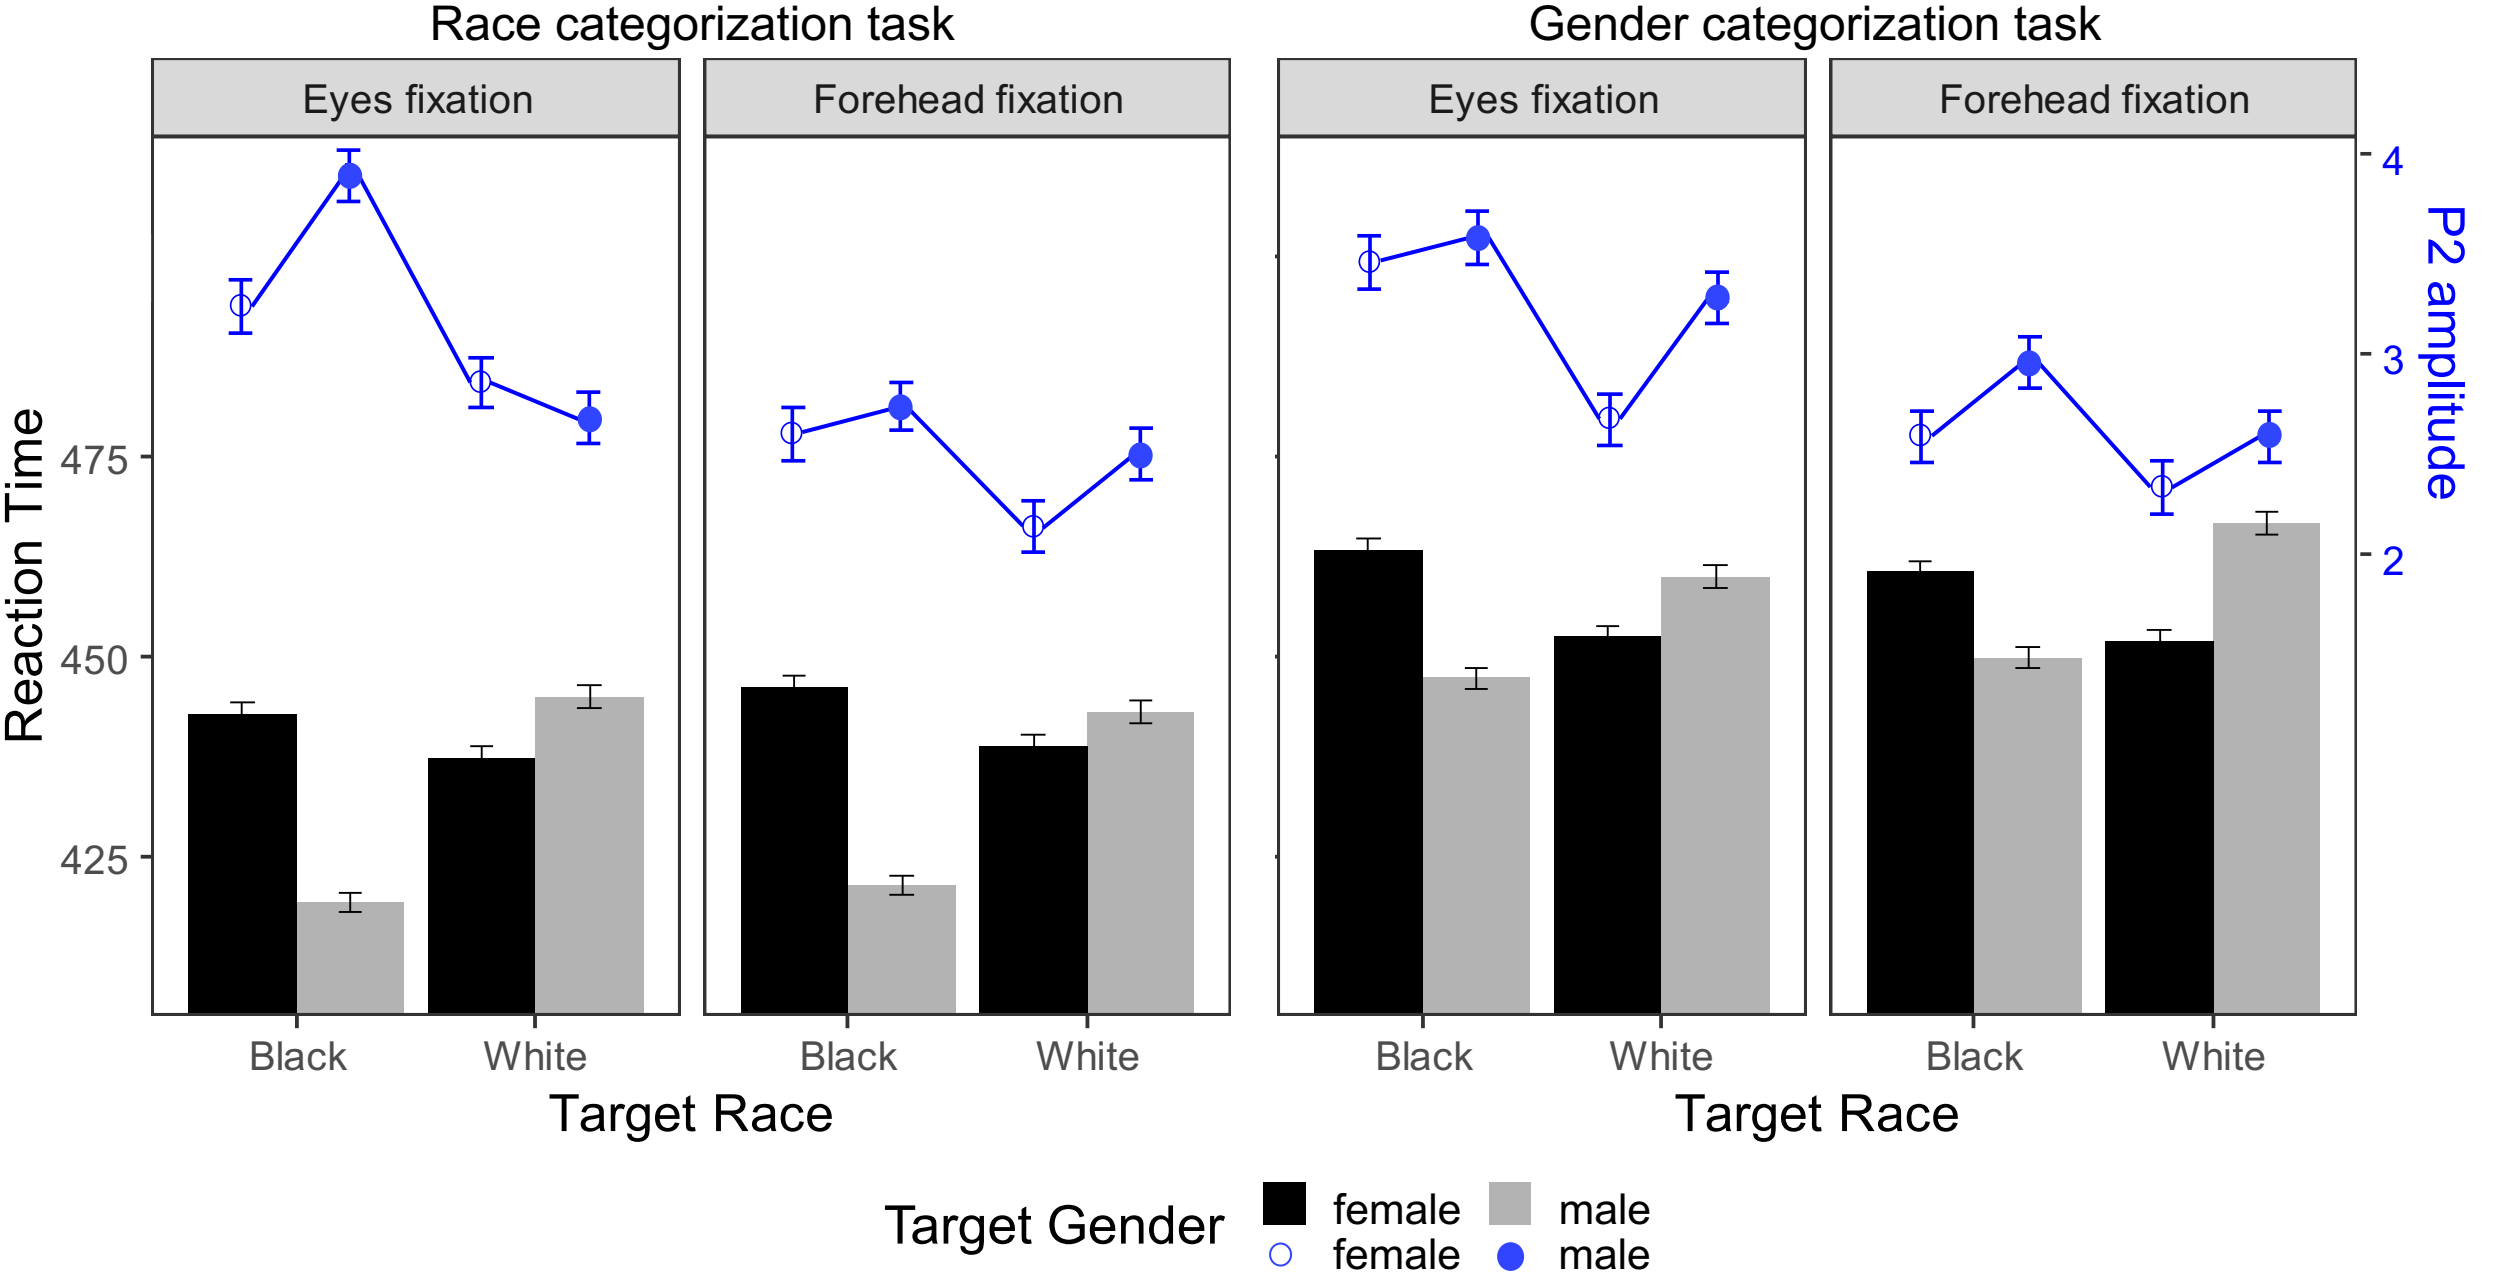 Race categorization task
Gender categorization task
Eyes fixation
Forehead fixation
Eyes fixation
Forehead fixation
Reaction Time
475
450
425
4
3
2
P2 amplitude
Black
White
Black
White
Black
White
Black
White
Target Race
Target Race
Target Gender
female
male
female
male